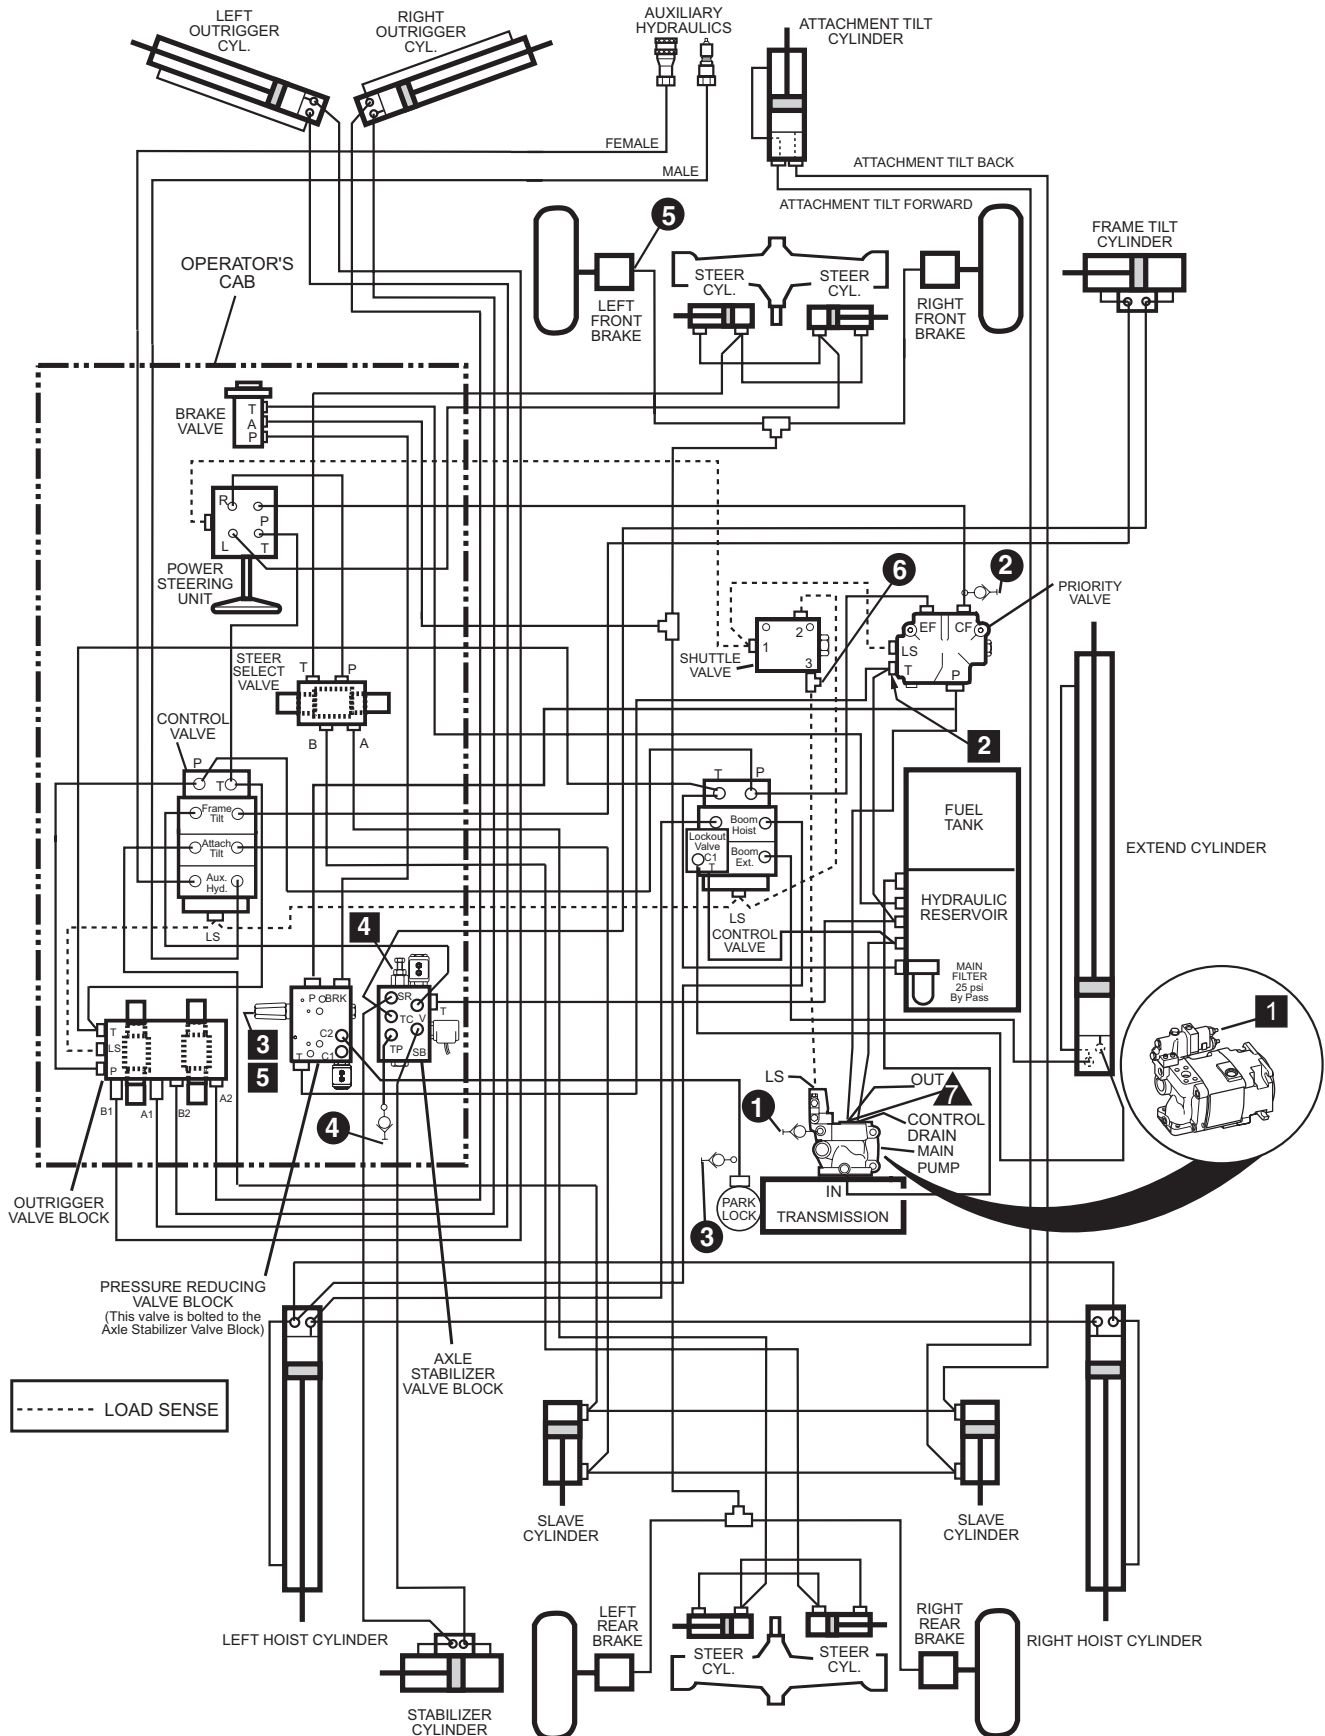 LEFT
OUTRIGGER
CYL.
RIGHT
OUTRIGGER
CYL.
AUXILIARY
HYDRAULICS
ATTACHMENT TILT
CYLINDER
FEMALE
MALE
ATTACHMENT TILT BACK
ATTACHMENT TILT FORWARD
5
FRAME TILT
CYLINDER
OPERATOR'S
CAB
STEER
CYL.
STEER
CYL.
LEFT
FRONT
BRAKE
RIGHT
FRONT
BRAKE
BRAKE
VALVE
T
A
P
R
P
L
T
POWER
STEERING
UNIT
6
2
PRIORITY
VALVE
EF
CF
LS
T
P
1
2
3
SHUTTLE
VALVE
STEER
SELECT
VALVE
T
P
B
A
2
CONTROL
VALVE
P
T
Frame
Tilt
Attach
Tilt
Aux.
Hyd.
LS
T
P
Boom
Hoist
Lockout
Valve
C1
T
Boom
Ext.
LS
CONTROL
VALVE
FUEL
TANK
HYDRAULIC
RESERVOIR
MAIN
FILTER
25 psi
By Pass
EXTEND CYLINDER
4
P
BRK
C2
C1
T
3
5
SR
TC
V
TP
SB
T
T
LS
P
B1
A1
B2
A2
4
1
LS
OUT
7
1
CONTROL
DRAIN
MAIN
PUMP
3
PARK
LOCK
IN
TRANSMISSION
OUTRIGGER
VALVE BLOCK
PRESSURE REDUCING
VALVE BLOCK
(This valve is bolted to the
Axle Stabilizer Valve Block)
AXLE
STABILIZER
VALVE BLOCK
LOAD SENSE
SLAVE
CYLINDER
SLAVE
CYLINDER
LEFT HOIST CYLINDER
LEFT
REAR
BRAKE
RIGHT
REAR
BRAKE
RIGHT HOIST CYLINDER
STEER
CYL.
STEER
CYL.
STABILIZER
CYLINDER